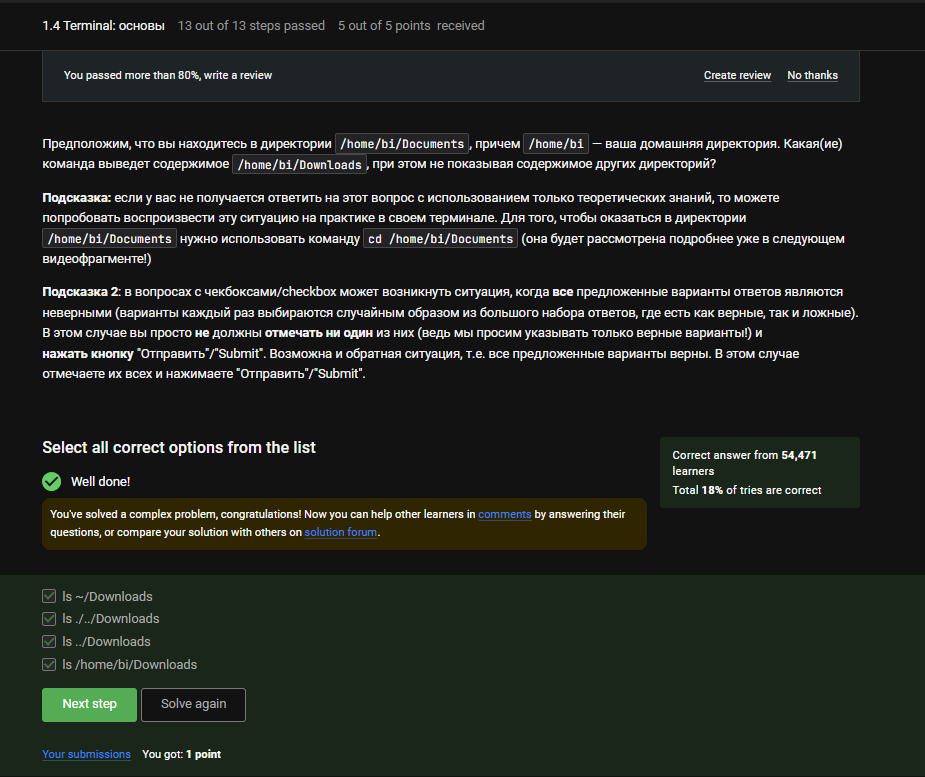 1.4 Terminal: основы 13 out of 13 steps passed 5 out of 5 points received
You passed more than 80%, write a review Create review No thanks
Предположим, что вы находитесь в директории /home/bi/Documents, причем /home/bi — ваша домашняя директория. Какая(ие)
команда выведет содержимое /home/bi/Downloads, при этом не показывая содержимое других директорий?
Подсказка: если у вас не получается ответить на этот вопрос с использованием только теоретических знаний, то можете
попробовать воспроизвести эту ситуацию на практике в своем терминале. Для того, чтобы оказаться в директории
/home/bi/Documents нужно использовать команду cd /home/bi/Documents (она будет рассмотрена подробнее уже в следующем
видеофрагменте!)
Подсказка 2: в вопросах с чекбоксами/checkbox может возникнуть ситуация, когда все предложенные варианты ответов являются
неверными (варианты каждый раз выбираются случайным образом из большого набора ответов, где есть как верные, так и ложные).
В этом случае вы просто не должны отмечать ни один из них (ведь мы просим указывать только верные варианты!) и
нажать кнопку "Отправить"/"Submit". Возможна и обратная ситуация, т.е. все предложенные варианты верны. В этом случае
отмечаете их всех и нажимаете "Отправить"/"Submit".
Select all correct options from the list
Well done!
You've solved a complex problem, congratulations! Now you can help other learners in comments by answering their
questions, or compare your solution with others on solution forum.
Correct answer from 54,471
learners
Total 18% of tries are correct
ls ~/Downloads
ls ./../Downloads
ls ../Downloads
ls /home/bi/Downloads
Next step Solve again
Your submissions You got: 1 point